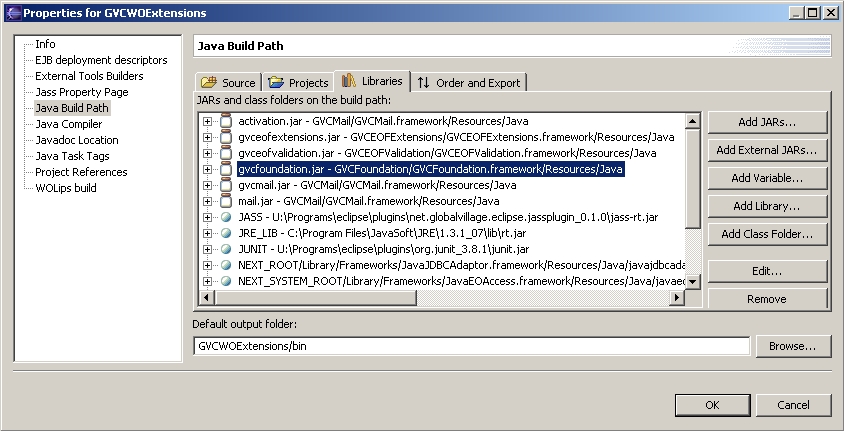 Properties for GVCWOExtensions
Info
EJB deployment descriptors
External Tools Builders
Jass Property Page
Java Build Path
Java Compiler
Javadoc Location
Java Task Tags
Project References
WOLips build
Java Build Path
Source Projects Libraries Order and Export
JARs and class folders on the build path:
activation.jar - GVCMail/GVCMail.framework/Resources/Java
gvceofextensions.jar - GVCEOFExtensions/GVCEOFExtensions.framework/Resources/Java
gvceofvalidation.jar - GVCEOFValidation/GVCEOFValidation.framework/Resources/Java
gvcfoundation.jar - GVCFoundation/GVCFoundation.framework/Resources/Java
gvcmail.jar - GVCMail/GVCMail.framework/Resources/Java
mail.jar - GVCMail/GVCMail.framework/Resources/Java
JASS - U:\Programs\eclipse\plugins\net.globalvillage.eclipse.jassplugin_0.1.0\jass-rt.jar
JRE_LIB - C:\Program Files\JavaSoft\JRE\1.3.1_07\lib\rt.jar
JUNIT - U:\Programs\eclipse\plugins\org.junit_3.8.1\junit.jar
NEXT_ROOT/Library/Frameworks/JavaJDBCAdaptor.framework/Resources/Java/javajdbcada
NEXT_SYSTEM_ROOT/Library/Frameworks/JavaEOAccess.framework/Resources/Java/javaeo
Add JARs...
Add External JARs...
Add Variable...
Add Library...
Add Class Folder...
Edit...
Remove
Default output folder:
GVCWOExtensions/bin
Browse...
OK
Cancel